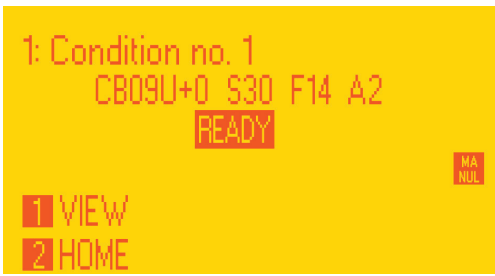 1: Condition no. 1
CB09U+0 S30 F14 A2
READY
MA
NUL
1 VIEW
2 HOME